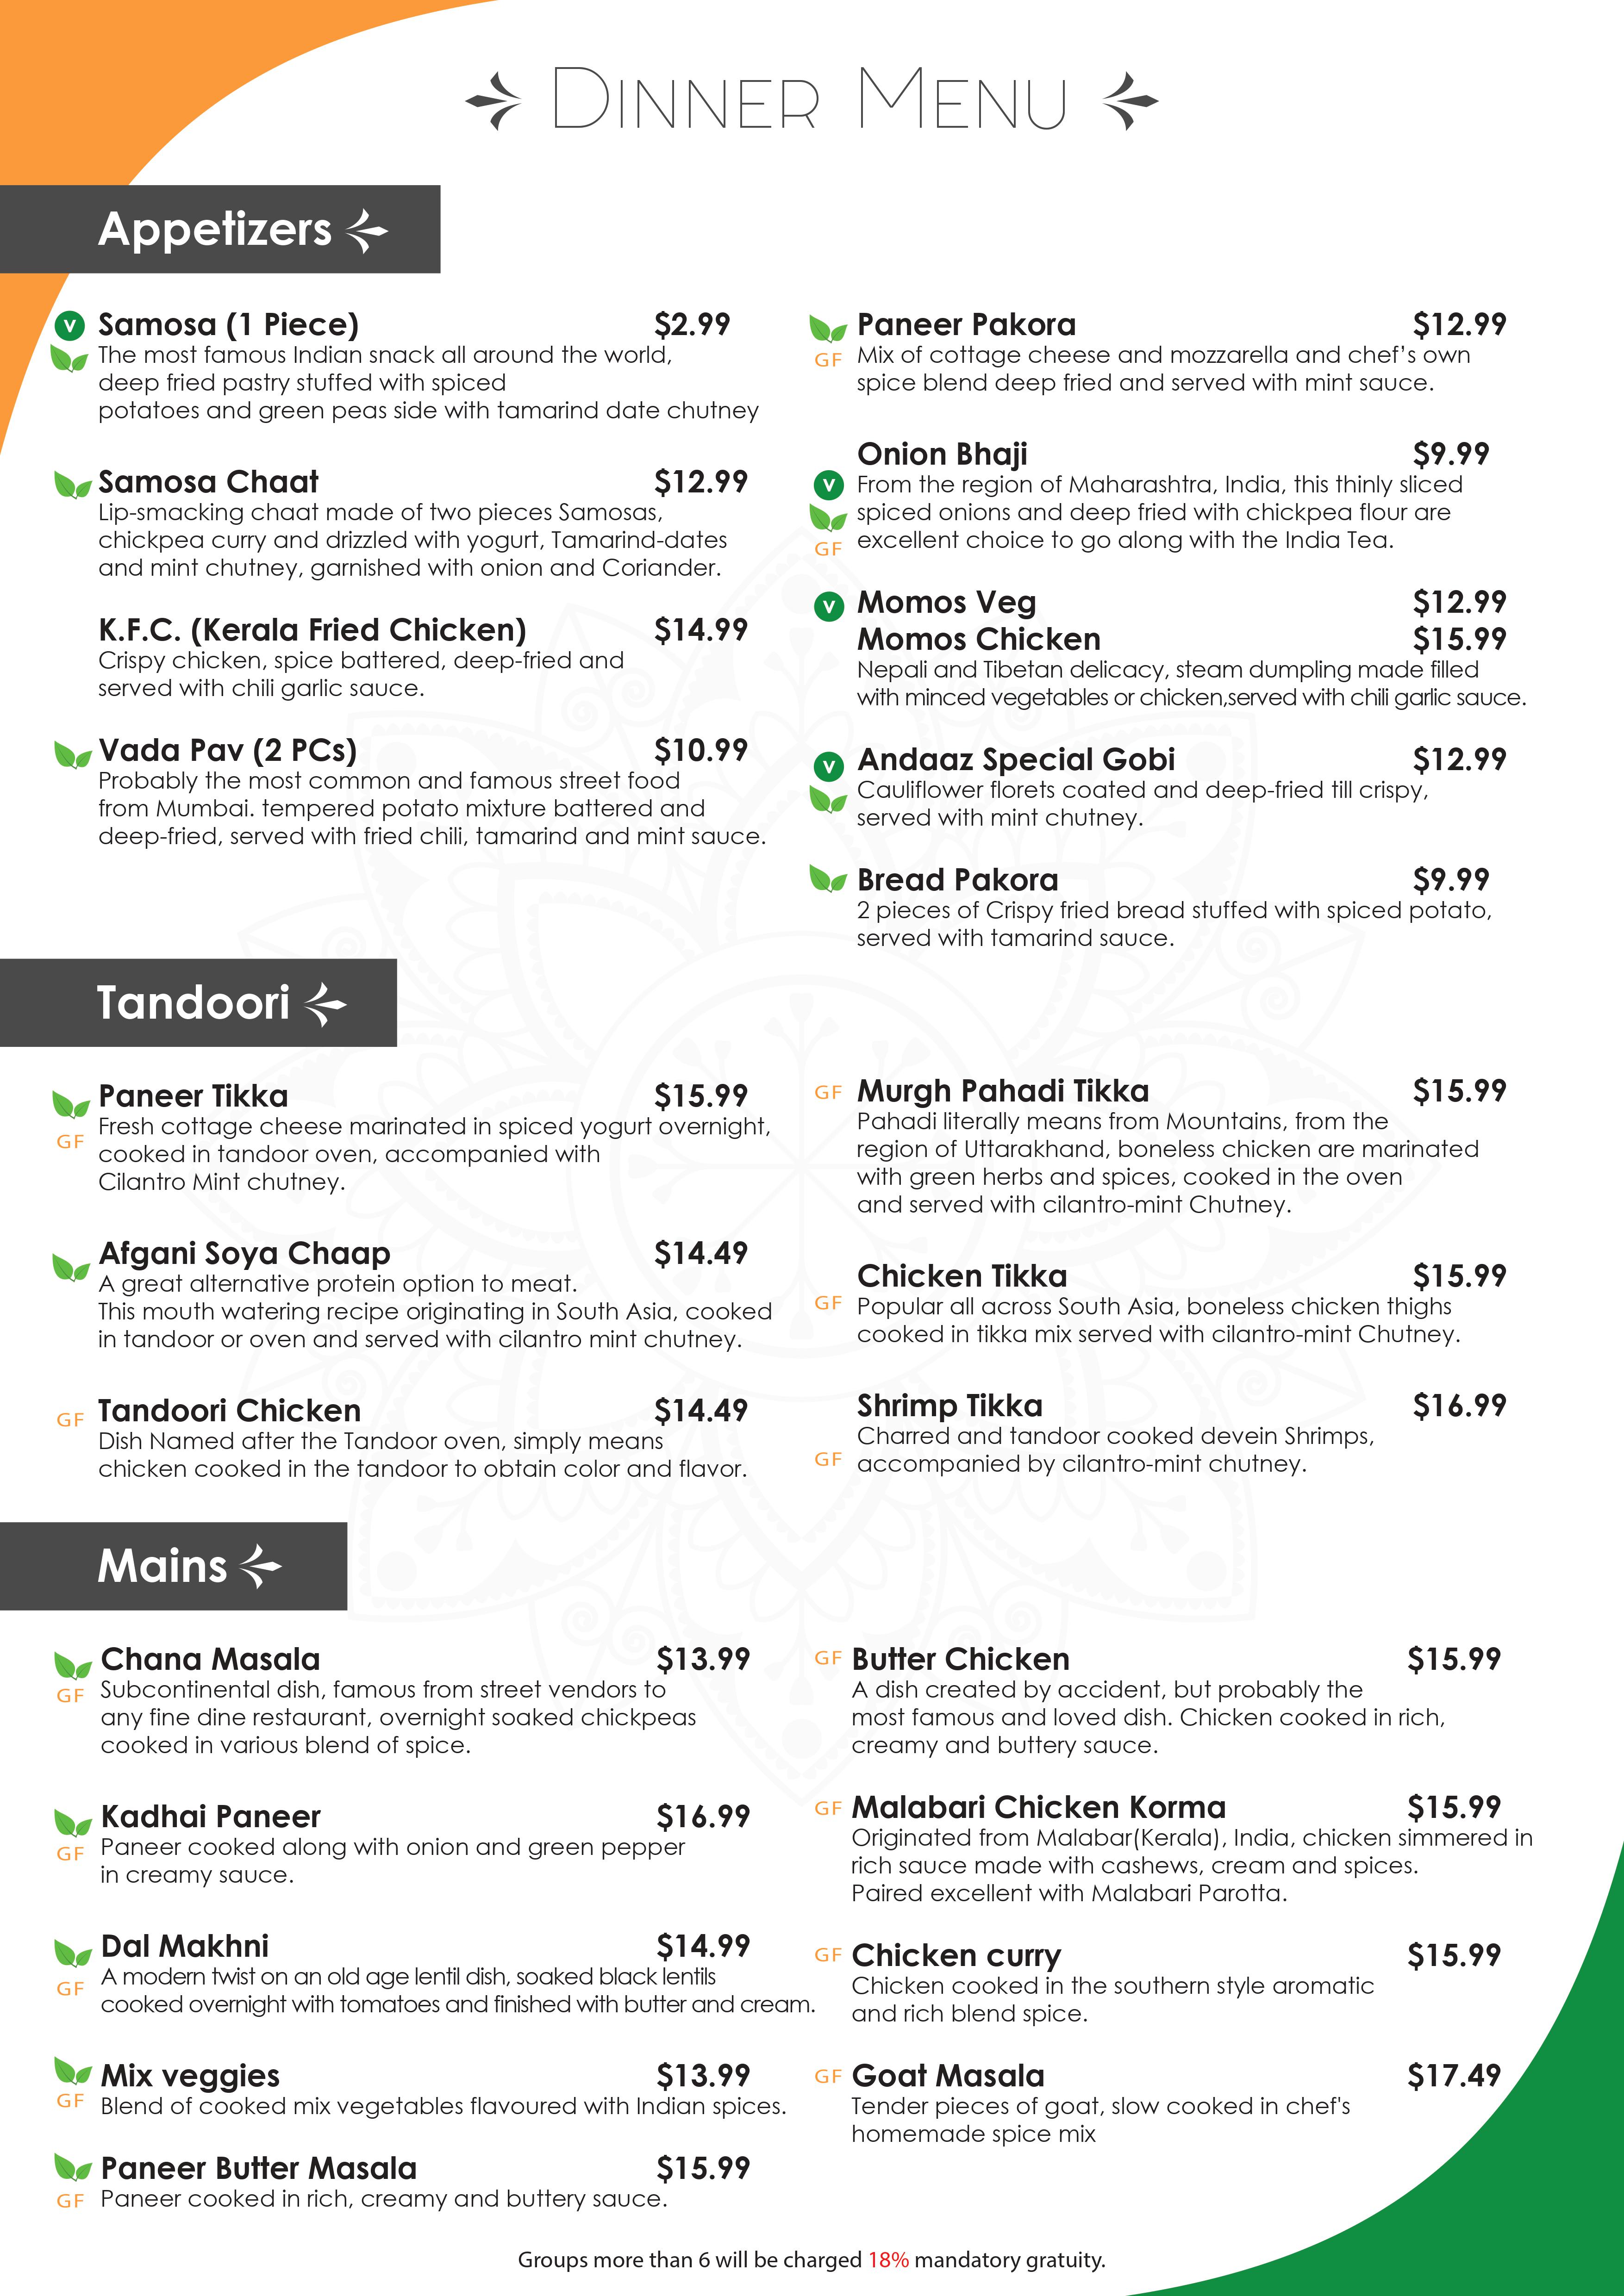 DINNER MENU
Appetizers
V Samosa (1 Piece) $2.99
The most famous Indian snack all around the world,
deep fried pastry stuffed with spiced
potatoes and green peas side with tamarind date chutney
Samosa Chaat $12.99
Lip-smacking chaat made of two pieces Samosas,
chickpea curry and drizzled with yogurt, Tamarind-dates
and mint chutney, garnished with onion and Coriander.
K.F.C. (Kerala Fried Chicken) $14.99
Crispy chicken, spice battered, deep-fried and
served with chili garlic sauce.
Vada Pav (2 PCs) $10.99
Probably the most common and famous street food
from Mumbai. tempered potato mixture battered and
deep-fried, served with fried chili, tamarind and mint sauce.
Paneer Pakora $12.99
GF Mix of cottage cheese and mozzarella and chef's own
spice blend deep fried and served with mint sauce.
Onion Bhaji $9.99
V From the region of Maharashtra, India, this thinly sliced
spiced onions and deep fried with chickpea flour are
GF excellent choice to go along with the India Tea.
V Momos Veg $12.99
Momos Chicken $15.99
Nepali and Tibetan delicacy, steam dumpling made filled
with minced vegetables or chicken,served with chili garlic sauce.
V Andaaz Special Gobi $12.99
Cauliflower florets coated and deep-fried till crispy,
served with mint chutney.
Bread Pakora $9.99
2 pieces of Crispy fried bread stuffed with spiced potato,
served with tamarind sauce.
Tandoori
Paneer Tikka $15.99
Fresh cottage cheese marinated in spiced yogurt overnight,
GF cooked in tandoor oven, accompanied with
Cilantro Mint chutney.
Afgani Soya Chaap $14.49
A great alternative protein option to meat.
This mouth watering recipe originating in South Asia, cooked
in tandoor or oven and served with cilantro mint chutney.
GF Tandoori Chicken $14.49
Dish Named after the Tandoor oven, simply means
chicken cooked in the tandoor to obtain color and flavor.
GF Murgh Pahadi Tikka $15.99
Pahadi literally means from Mountains, from the
region of Uttarakhand, boneless chicken are marinated
with green herbs and spices, cooked in the oven
and served with cilantro-mint Chutney.
Chicken Tikka $15.99
GF Popular all across South Asia, boneless chicken thighs
cooked in tikka mix served with cilantro-mint Chutney.
Shrimp Tikka $16.99
Charred and tandoor cooked devein Shrimps,
GF accompanied by cilantro-mint chutney.
Mains
Chana Masala $13.99
GF Subcontinental dish, famous from street vendors to
any fine dine restaurant, overnight soaked chickpeas
cooked in various blend of spice.
Kadhai Paneer $16.99
GF Paneer cooked along with onion and green pepper
in creamy sauce.
Dal Makhni $14.99
GF A modern twist on an old age lentil dish, soaked black lentils
cooked overnight with tomatoes and finished with butter and cream.
Mix veggies $13.99
GF Blend of cooked mix vegetables flavoured with Indian spices.
Paneer Butter Masala $15.99
GF Paneer cooked in rich, creamy and buttery sauce.
GF Butter Chicken $15.99
A dish created by accident, but probably the
most famous and loved dish. Chicken cooked in rich,
creamy and buttery sauce.
GF Malabari Chicken Korma $15.99
Originated from Malabar(Kerala), India, chicken simmered in
rich sauce made with cashews, cream and spices.
Paired excellent with Malabari Parotta.
GF Chicken curry $15.99
Chicken cooked in the southern style aromatic
and rich blend spice.
GF Goat Masala $17.49
Tender pieces of goat, slow cooked in chef's
homemade spice mix
Groups more than 6 will be charged 18% mandatory gratuity.